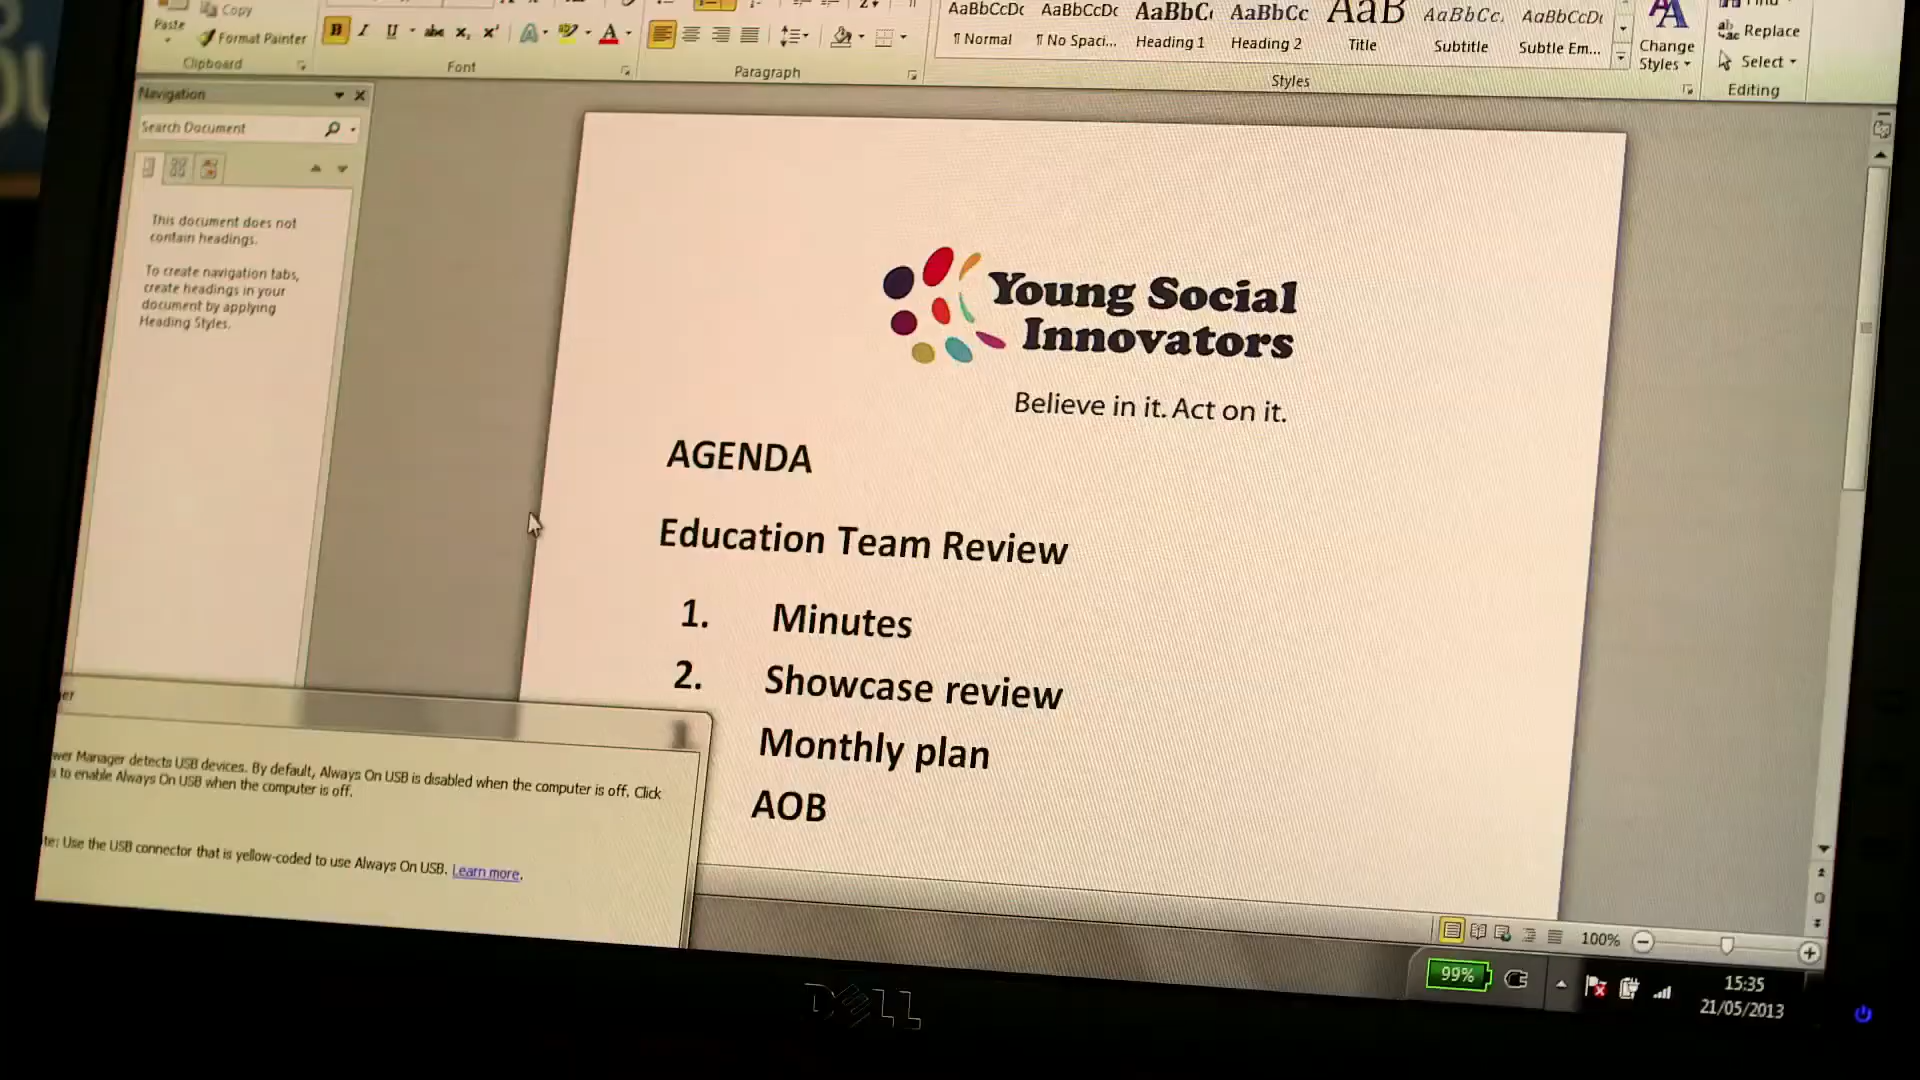 Paste
Copy
Format Painter
Clipboard
B I U abc x, x' A
Font
Paragraph
AaBbCcDc AaBbCcDc AaBbC AaBbCc AaB AaBbCc. AaBbCcDc
¶ Normal ¶ No Spaci... Heading 1 Heading 2 Title Subtitle Subtle Em...
Change
Styles
Styles
Replace
Select
Editing
Navigation
Search Document
This document does not
contain headings.
To create navigation tabs,
create headings in your
document by applying
Heading Styles.
Young Social
Innovators
Believe in it. Act on it.
AGENDA
Education Team Review
1. Minutes
2. Showcase review
Monthly plan
AOB
wer Manager detects USB devices. By default, Always On USB is disabled when the computer is off. Click
s to enable Always On USB when the computer is off.
te: Use the USB connector that is yellow-coded to use Always On USB. Learn more.
100%
99%
15:35
21/05/2013
DELL